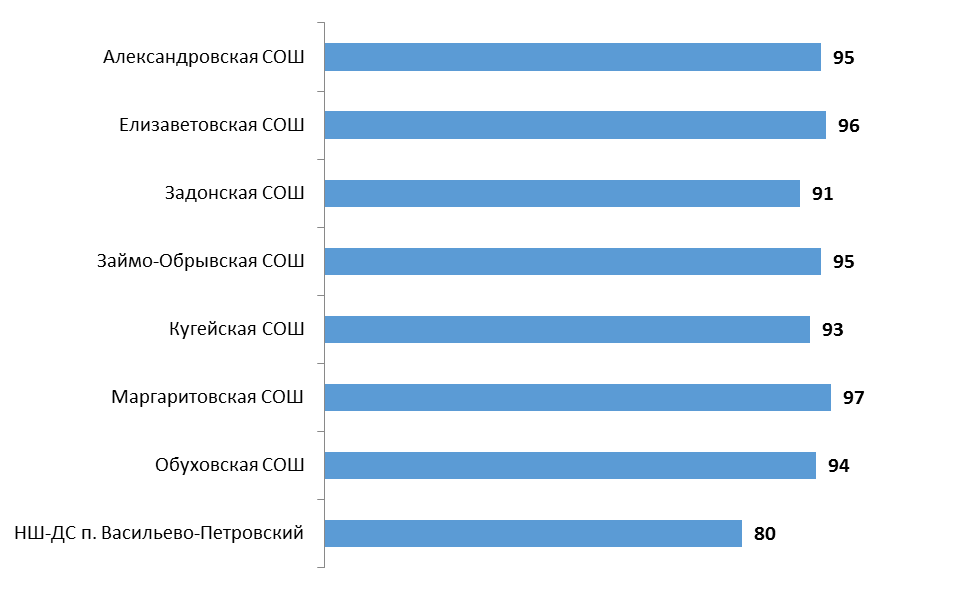 Александровская СОШ 95
Елизаветовская СОШ 96
Задонская СОШ 91
Займо-Обрывская СОШ 95
Кугейская СОШ 93
Маргаритовская СОШ 97
Обуховская СОШ 94
НШ-ДС п. Васильево-Петровский 80